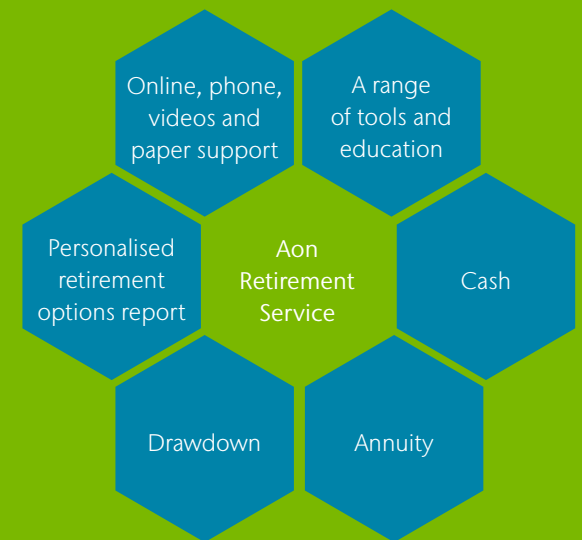 Online, phone,
videos and
paper support
A range
of tools and
education
Personalised
retirement
options report
Aon
Retirement
Service
Cash
Drawdown
Annuity